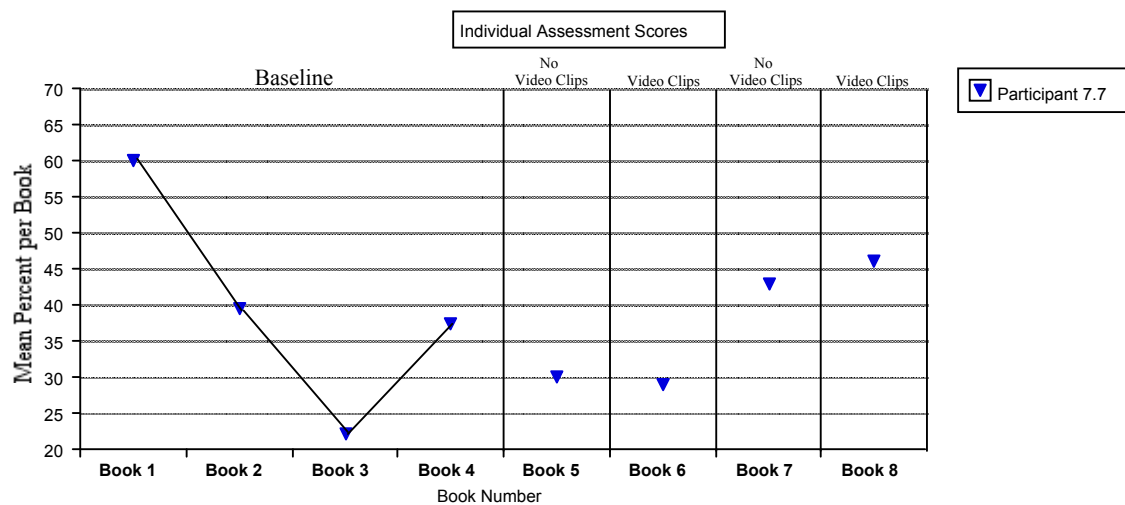 Individual Assessment Scores
Baseline
No
Video Clips
Video Clips
No
Video Clips
Video Clips
Participant 7.7
Mean Percent per Book
70
65
60
55
50
45
40
35
30
25
20
Book 1 Book 2 Book 3 Book 4 Book 5 Book 6 Book 7 Book 8
Book Number